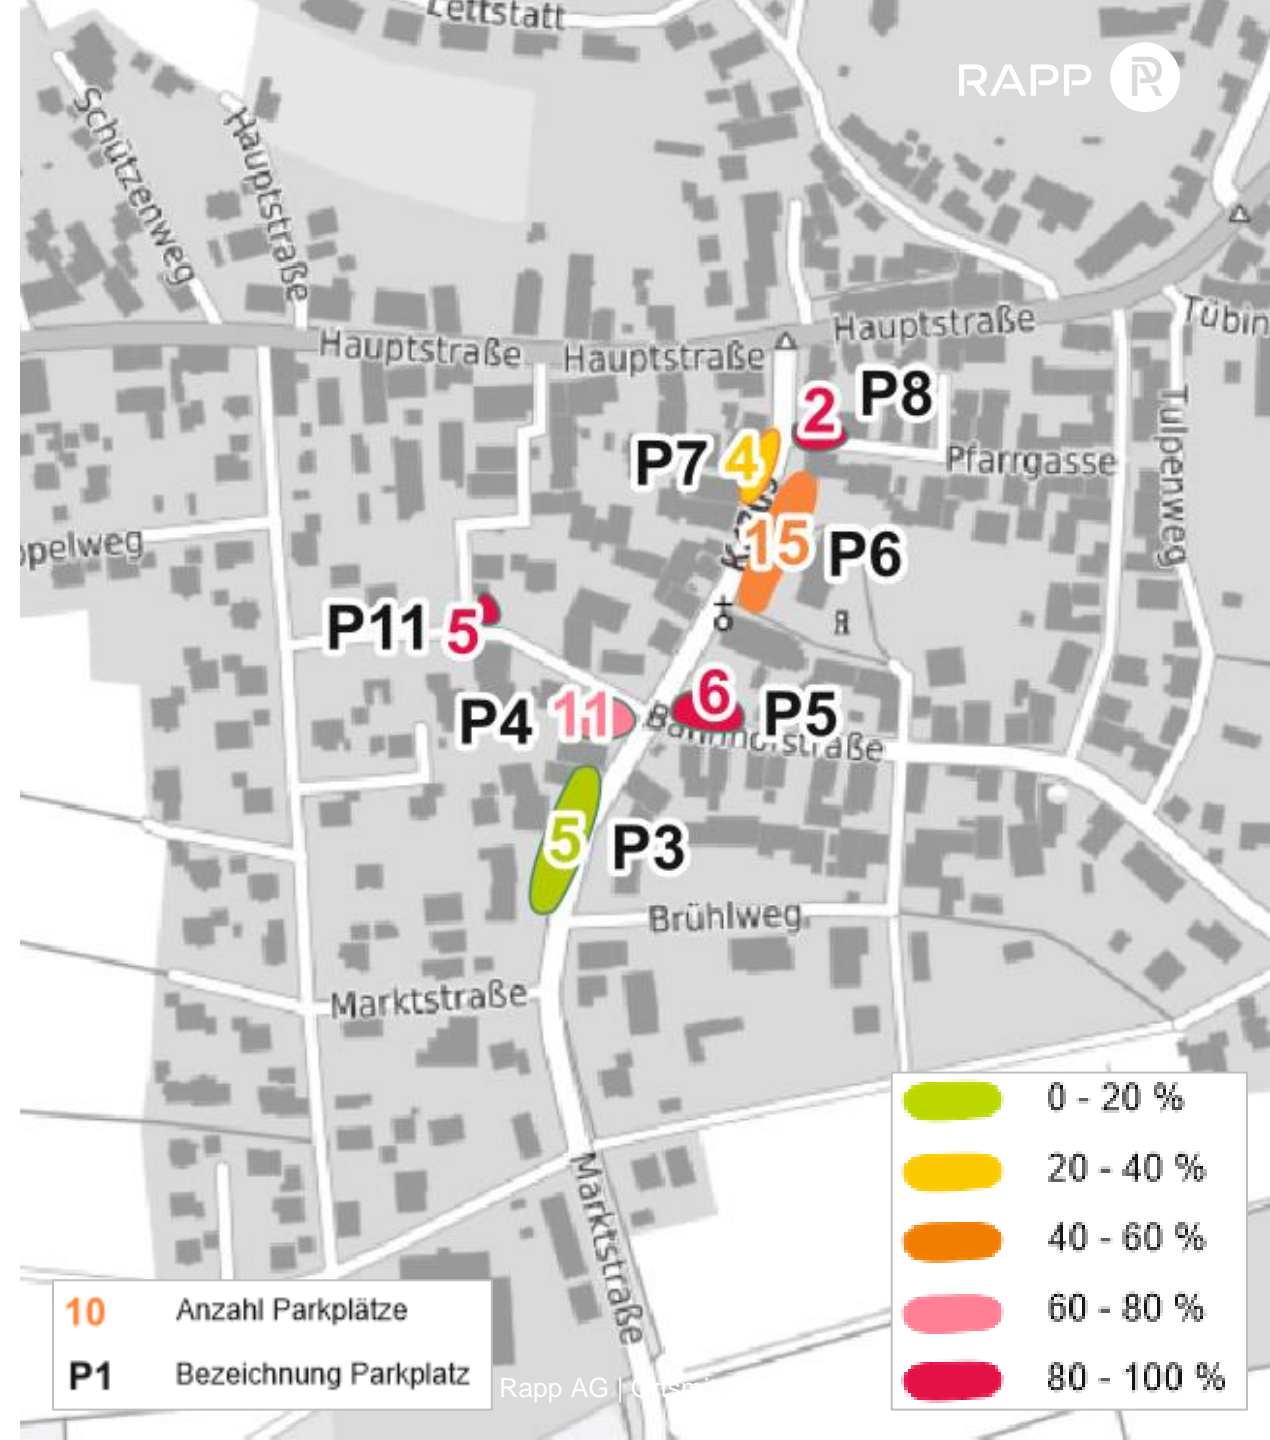 Zettstatt
RAPP
Schützenweg
Hauptstraße
Hauptstraße
Hauptstraße
Hauptstraße
Tübin
2
P8
Tulpenweg
P7
4
Pfarrgasse
ppelweg
15
P6
P11
5
6
P4
11
P5
Bahnhofstraße
5
P3
Brühlweg
Marktstraße
Marktstraße
0 - 20 %
20 - 40 %
40 - 60 %
60 - 80 %
80 - 100 %
10 Anzahl Parkplätze
P1 Bezeichnung Parkplatz
Rapp AG |